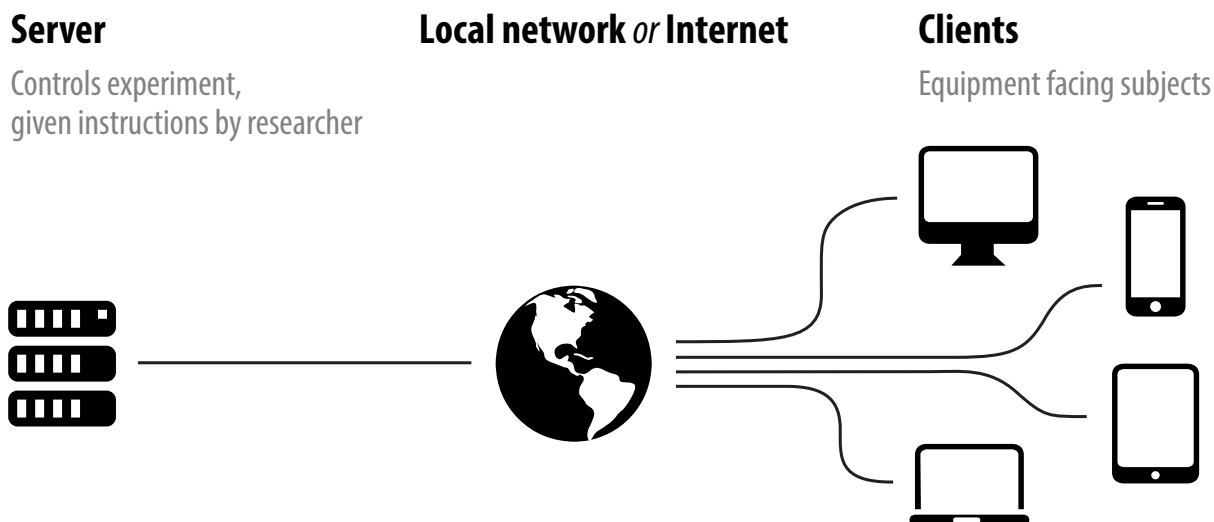 Server
Controls experiment,
given instructions by researcher
Local network or Internet
Clients
Equipment facing subjects